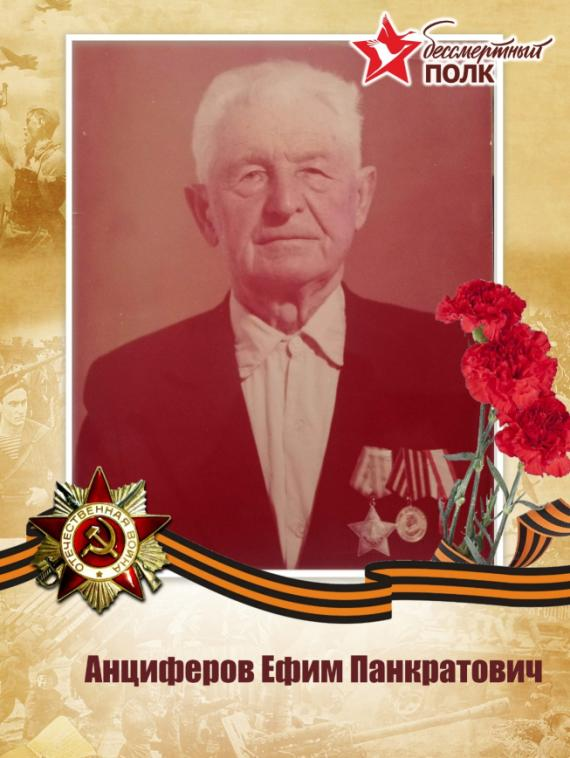 бессмертный
ПОЛК
ОТЕЧЕСТВЕННАЯ ВОЙНА
Анциферов Ефим Панкратович